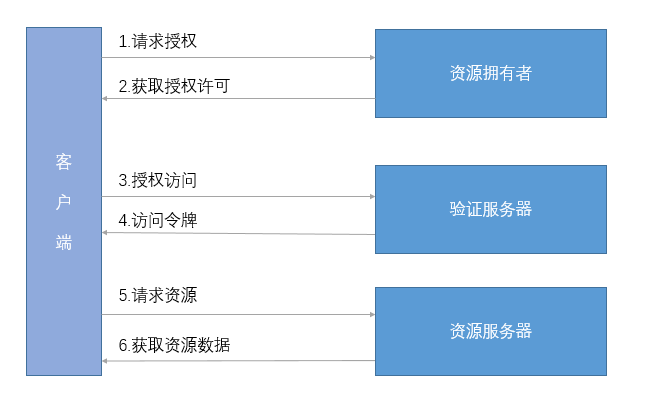 1.请求授权
资源拥有者
2.获取授权许可
客
户
端
3.授权访问
验证服务器
4.访问令牌
5.请求资源
资源服务器
6.获取资源数据